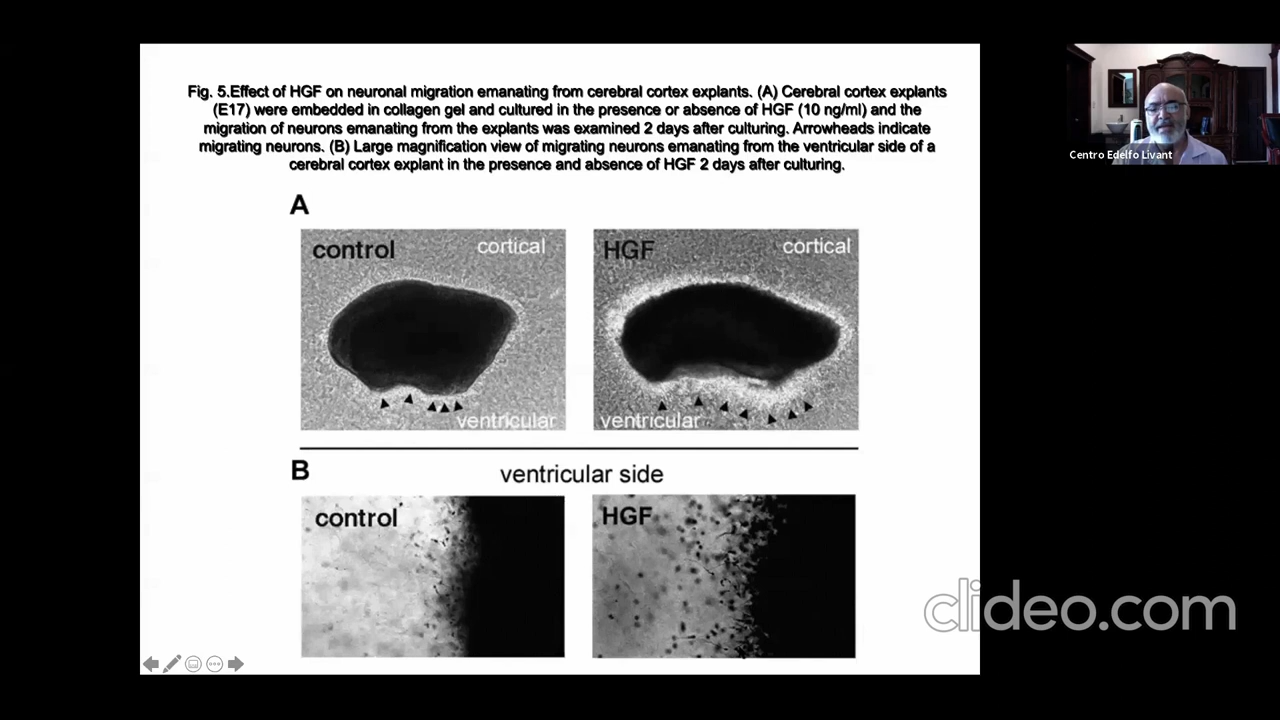 Fig. 5.Effect of HGF on neuronal migration emanating from cerebral cortex explants. (A) Cerebral cortex explants
(E17) were embedded in collagen gel and cultured in the presence or absence of HGF (10 ng/ml) and the
migration of neurons emanating from the explants was examined 2 days after culturing. Arrowheads indicate
migrating neurons. (B) Large magnification view of migrating neurons emanating from the ventricular side of a
cerebral cortex explant in the presence and absence of HGF 2 days after culturing.
Centro Edelfo Livant
A
control
cortical
HGF
cortical
ventricular
ventricular
B
ventricular side
control
HGF
clideo.com